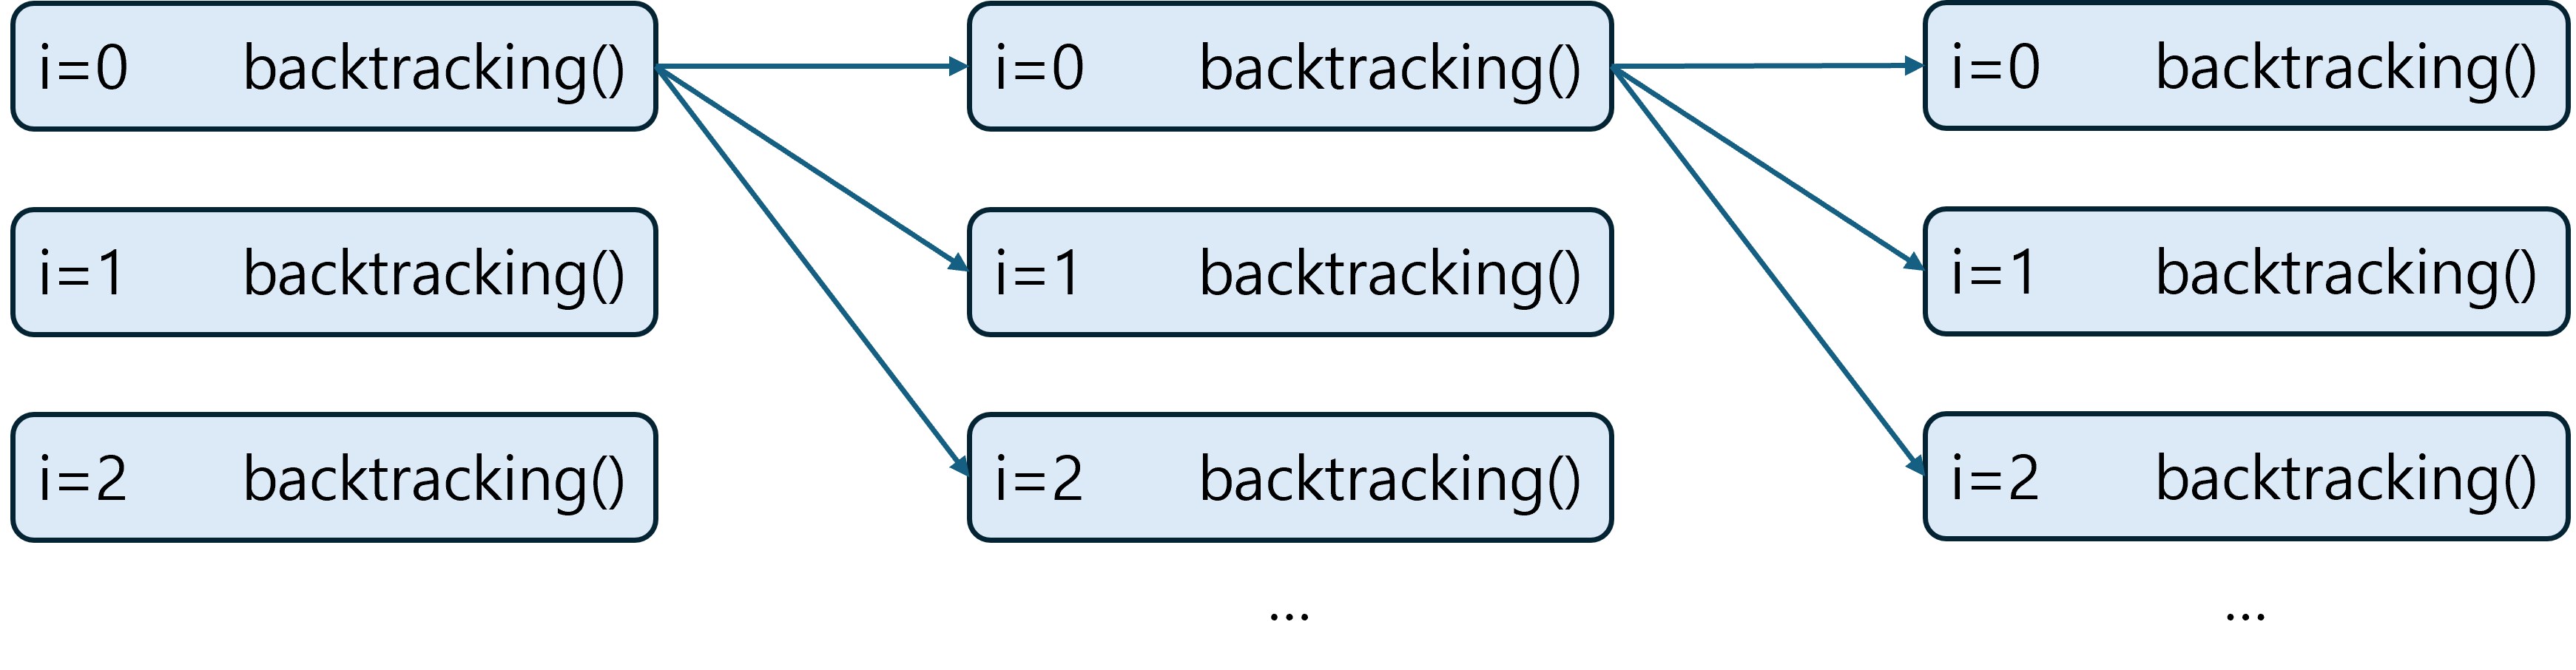 i=0 backtracking() i=0 backtracking() i=0 backtracking()
i=1 backtracking() i=1 backtracking() i=1 backtracking()
i=2 backtracking() i=2 backtracking() i=2 backtracking()
... ...